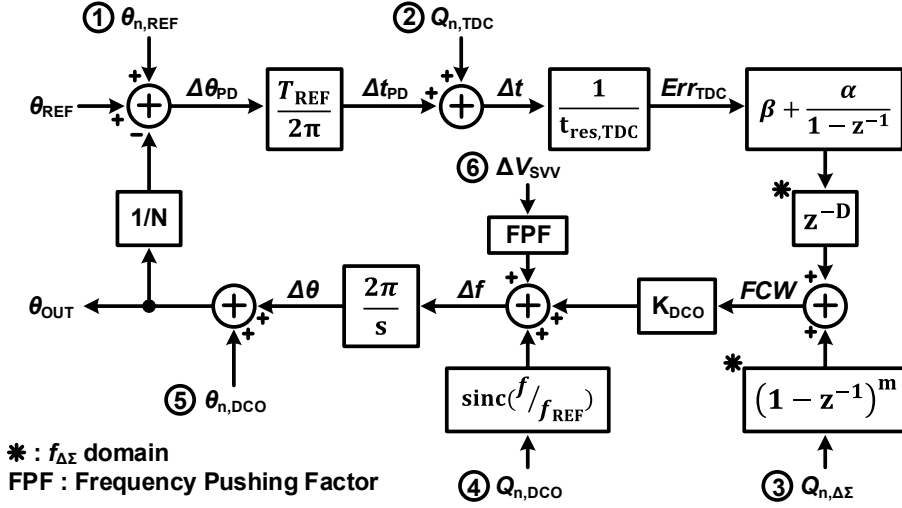 ① θn,REF
② Qn,TDC
θREF
+
+
−
ΔθPD
TREF
2π
ΔtPD
+
+
Δt
1
tres,TDC
ErrTDC
β + α
1 − z−1
⑥ ΔVSVV
✱
z−D
1/N
FPF
θOUT
+
+
Δθ
2π
s
Δf
+
+
+
KDCO
FCW
+
+
⑤ θn,DCO
sinc(f/fREF)
✱
(1 − z−1)m
✱ : fΔΣ domain
FPF : Frequency Pushing Factor
④ Qn,DCO
③ Qn,ΔΣ